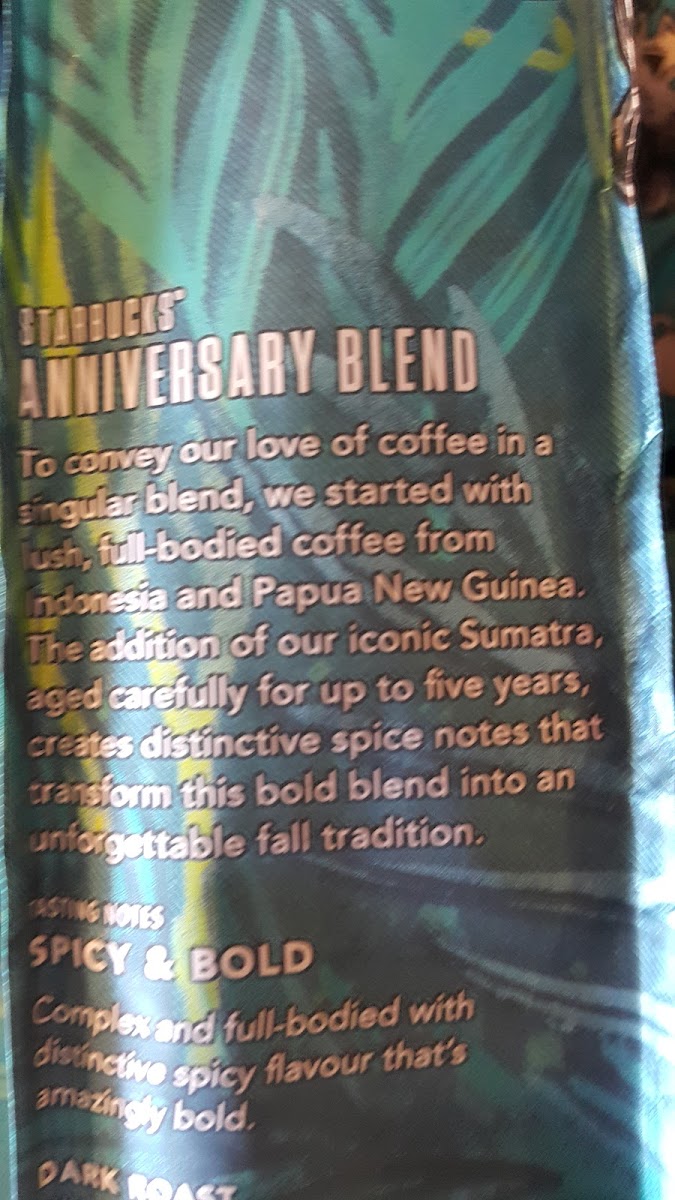 STARBUCKS®
ANNIVERSARY BLEND
To convey our love of coffee in a
singular blend, we started with
lush, full-bodied coffee from
Indonesia and Papua New Guinea.
The addition of our iconic Sumatra,
aged carefully for up to five years,
creates distinctive spice notes that
transform this bold blend into an
unforgettable fall tradition.
TASTING NOTES
SPICY & BOLD
Complex and full-bodied with
distinctive spicy flavour that's
amazingly bold.
DARK ROAST